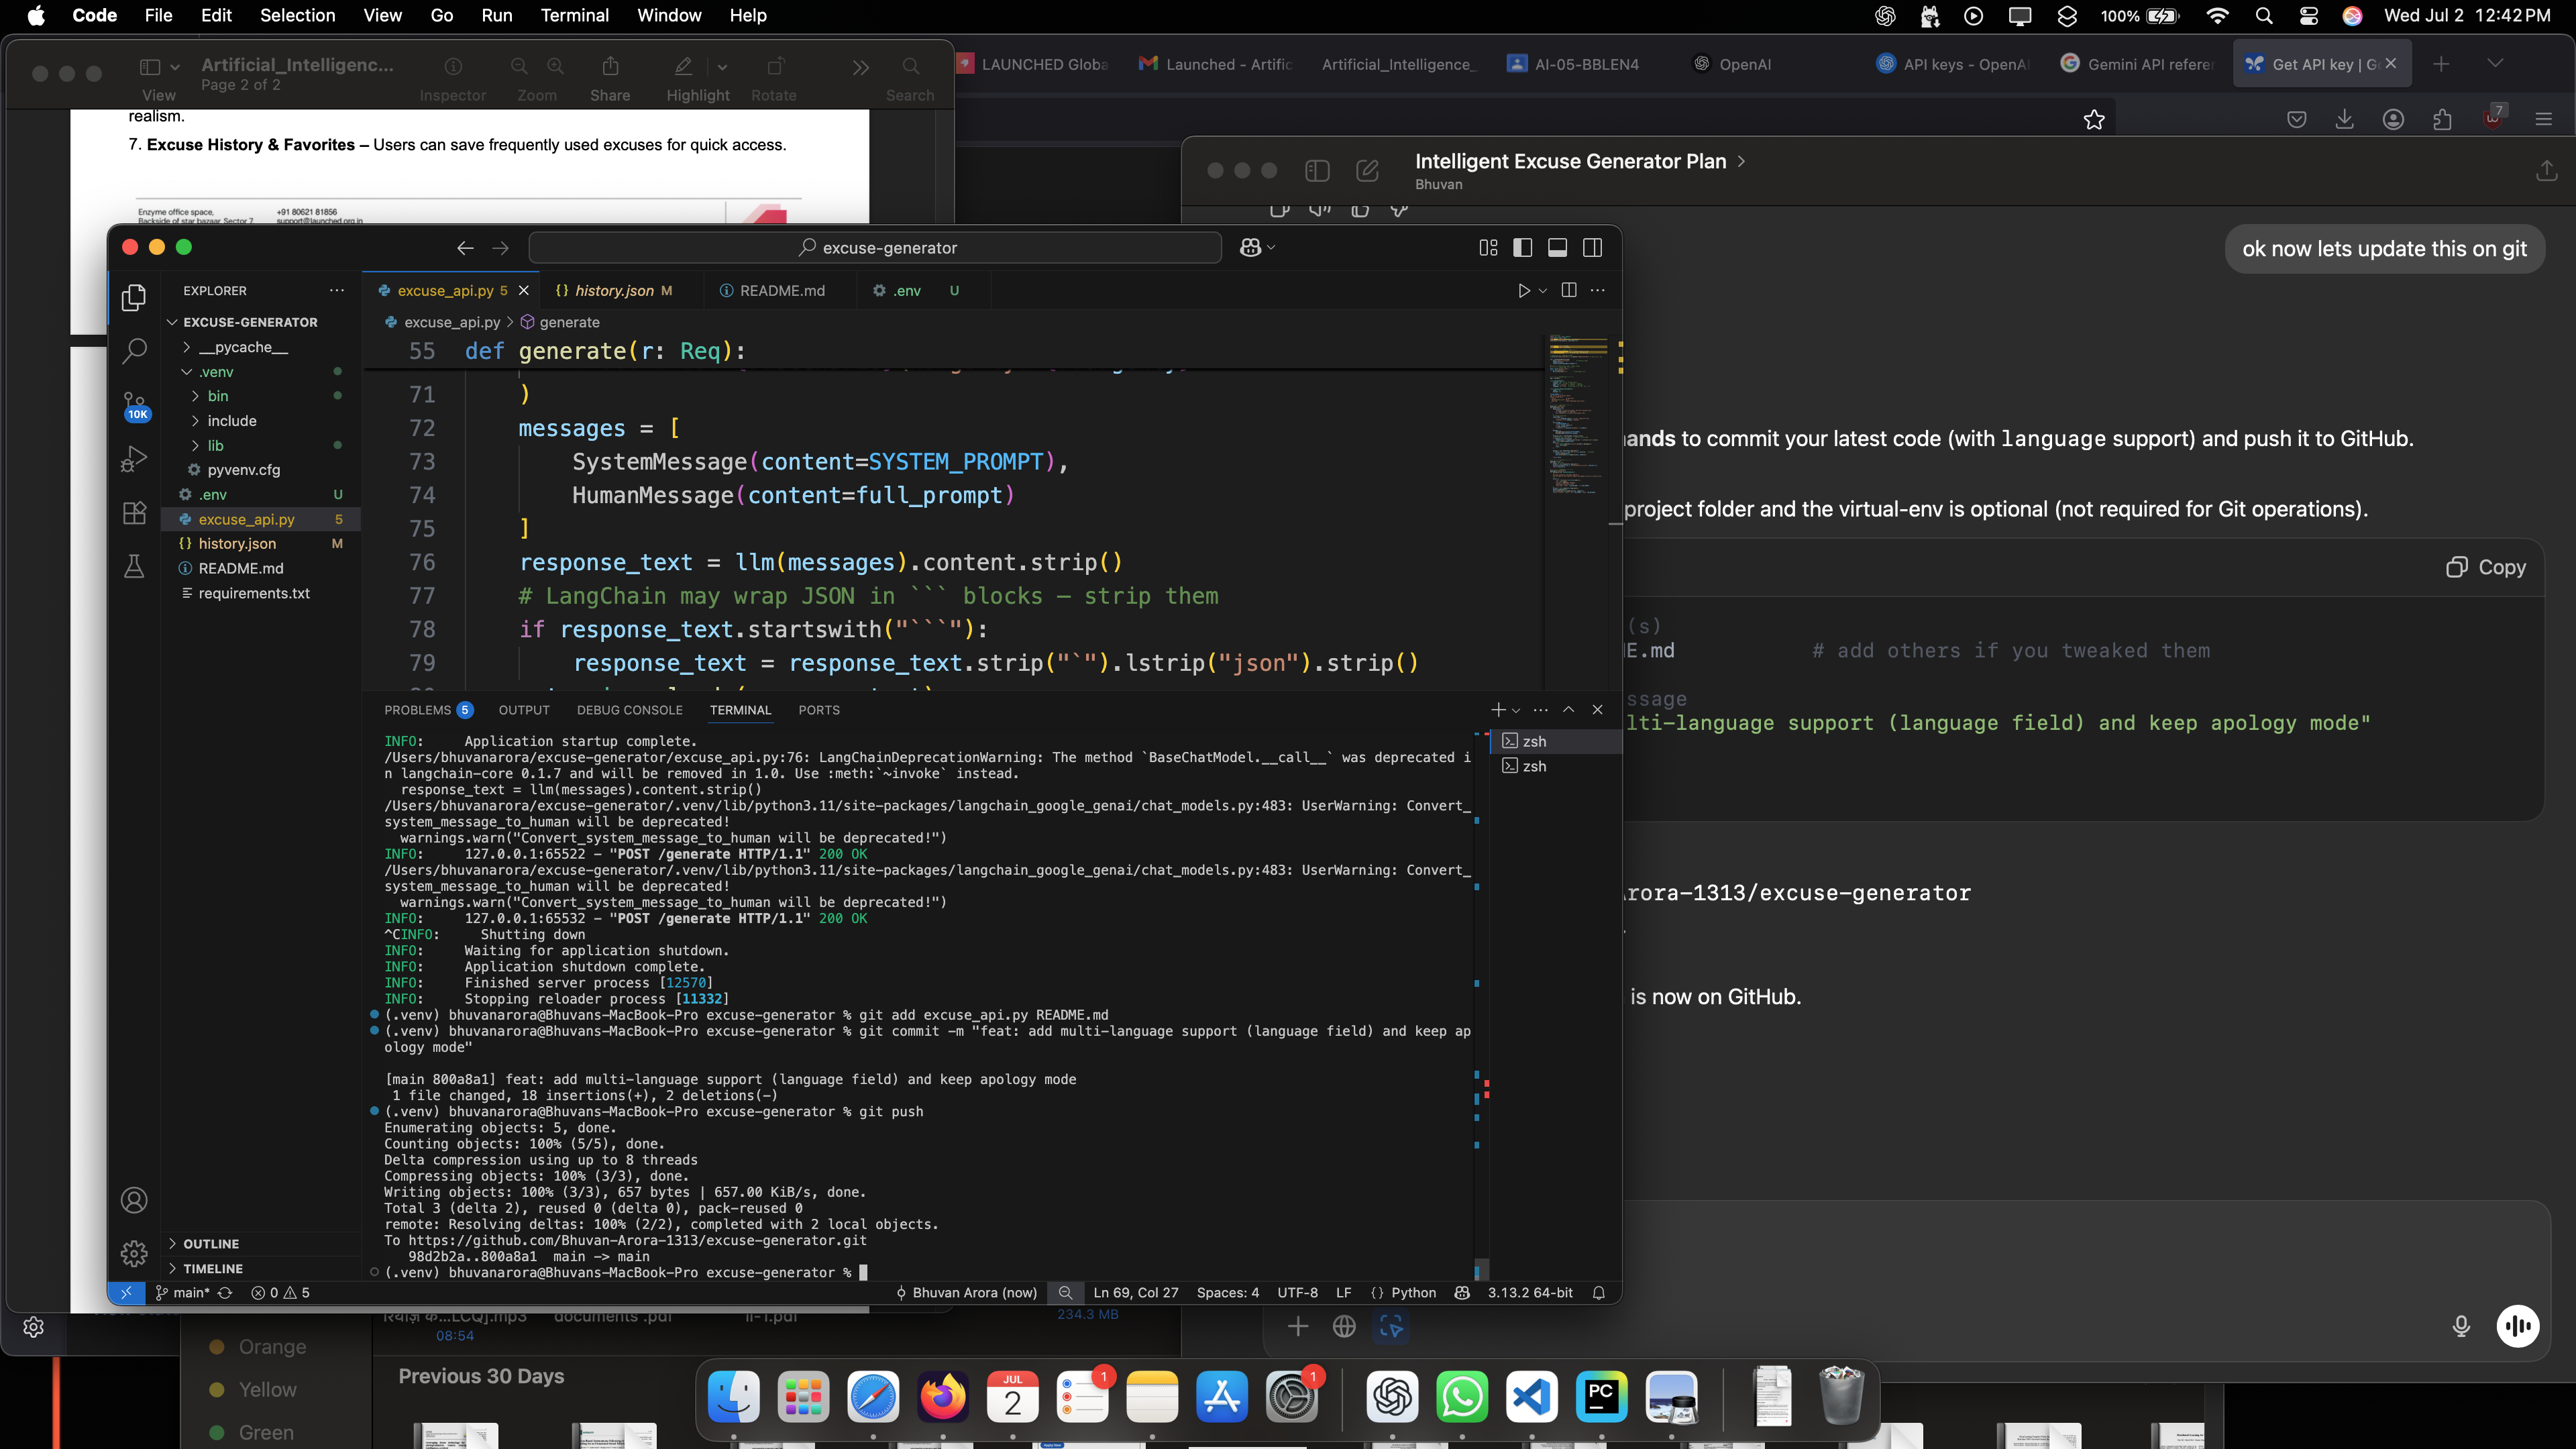 Code File Edit Selection View Go Run Terminal Window Help
100% Wed Jul 2 12:42 PM
Artificial_Intelligenc...
Page 2 of 2
View Inspector Zoom Share Highlight Rotate Search
LAUNCHED Globa
Launched - Artific
Artificial_Intelligence_
AI-05-BBLEN4
OpenAI
API keys - OpenAI
Gemini API referen
Get API key | G
7
realism.
7. Excuse History & Favorites – Users can save frequently used excuses for quick access.
Enzyme office space, +91 80621 81856
Backside of star bazaar, Sector 7 support@launched.org.in
Intelligent Excuse Generator Plan >
Bhuvan
ok now lets update this on git
ands to commit your latest code (with language support) and push it to GitHub.
project folder and the virtual-env is optional (not required for Git operations).
Copy
(s)
E.md # add others if you tweaked them
ssage
lti-language support (language field) and keep apology mode"
Arora-1313/excuse-generator
is now on GitHub.
excuse-generator
EXPLORER
EXCUSE-GENERATOR
__pycache__
.venv
bin
include
lib
pyvenv.cfg
.env U
excuse_api.py 5
history.json M
README.md
requirements.txt
OUTLINE
TIMELINE
10K
excuse_api.py 5
history.json M
README.md
.env U
excuse_api.py > generate
55 def generate(r: Req):
71 )
72 messages = [
73 SystemMessage(content=SYSTEM_PROMPT),
74 HumanMessage(content=full_prompt)
75 ]
76 response_text = llm(messages).content.strip()
77 # LangChain may wrap JSON in ``` blocks — strip them
78 if response_text.startswith("```"):
79 response_text = response_text.strip("`").lstrip("json").strip()
PROBLEMS 5 OUTPUT DEBUG CONSOLE TERMINAL PORTS
zsh
zsh
INFO: Application startup complete.
/Users/bhuvanarora/excuse-generator/excuse_api.py:76: LangChainDeprecationWarning: The method `BaseChatModel.__call__` was deprecated i
n langchain-core 0.1.7 and will be removed in 1.0. Use :meth:`~invoke` instead.
response_text = llm(messages).content.strip()
/Users/bhuvanarora/excuse-generator/.venv/lib/python3.11/site-packages/langchain_google_genai/chat_models.py:483: UserWarning: Convert_
system_message_to_human will be deprecated!
warnings.warn("Convert_system_message_to_human will be deprecated!")
INFO: 127.0.0.1:65522 - "POST /generate HTTP/1.1" 200 OK
/Users/bhuvanarora/excuse-generator/.venv/lib/python3.11/site-packages/langchain_google_genai/chat_models.py:483: UserWarning: Convert_
system_message_to_human will be deprecated!
warnings.warn("Convert_system_message_to_human will be deprecated!")
INFO: 127.0.0.1:65532 - "POST /generate HTTP/1.1" 200 OK
^CINFO: Shutting down
INFO: Waiting for application shutdown.
INFO: Application shutdown complete.
INFO: Finished server process [12570]
INFO: Stopping reloader process [11332]
(.venv) bhuvanarora@Bhuvans-MacBook-Pro excuse-generator % git add excuse_api.py README.md
(.venv) bhuvanarora@Bhuvans-MacBook-Pro excuse-generator % git commit -m "feat: add multi-language support (language field) and keep ap
ology mode"
[main 800a8a1] feat: add multi-language support (language field) and keep apology mode
1 file changed, 18 insertions(+), 2 deletions(-)
(.venv) bhuvanarora@Bhuvans-MacBook-Pro excuse-generator % git push
Enumerating objects: 5, done.
Counting objects: 100% (5/5), done.
Delta compression using up to 8 threads
Compressing objects: 100% (3/3), done.
Writing objects: 100% (3/3), 657 bytes | 657.00 KiB/s, done.
Total 3 (delta 2), reused 0 (delta 0), pack-reused 0
remote: Resolving deltas: 100% (2/2), completed with 2 local objects.
To https://github.com/Bhuvan-Arora-1313/excuse-generator.git
98d2b2a..800a8a1 main -> main
(.venv) bhuvanarora@Bhuvans-MacBook-Pro excuse-generator %
main* 0 5 Bhuvan Arora (now) Ln 69, Col 27 Spaces: 4 UTF-8 LF {} Python 3.13.2 64-bit
08:54
234.3 MB
Orange
Yellow
Green
Previous 30 Days
JUL
2
1
1
PC